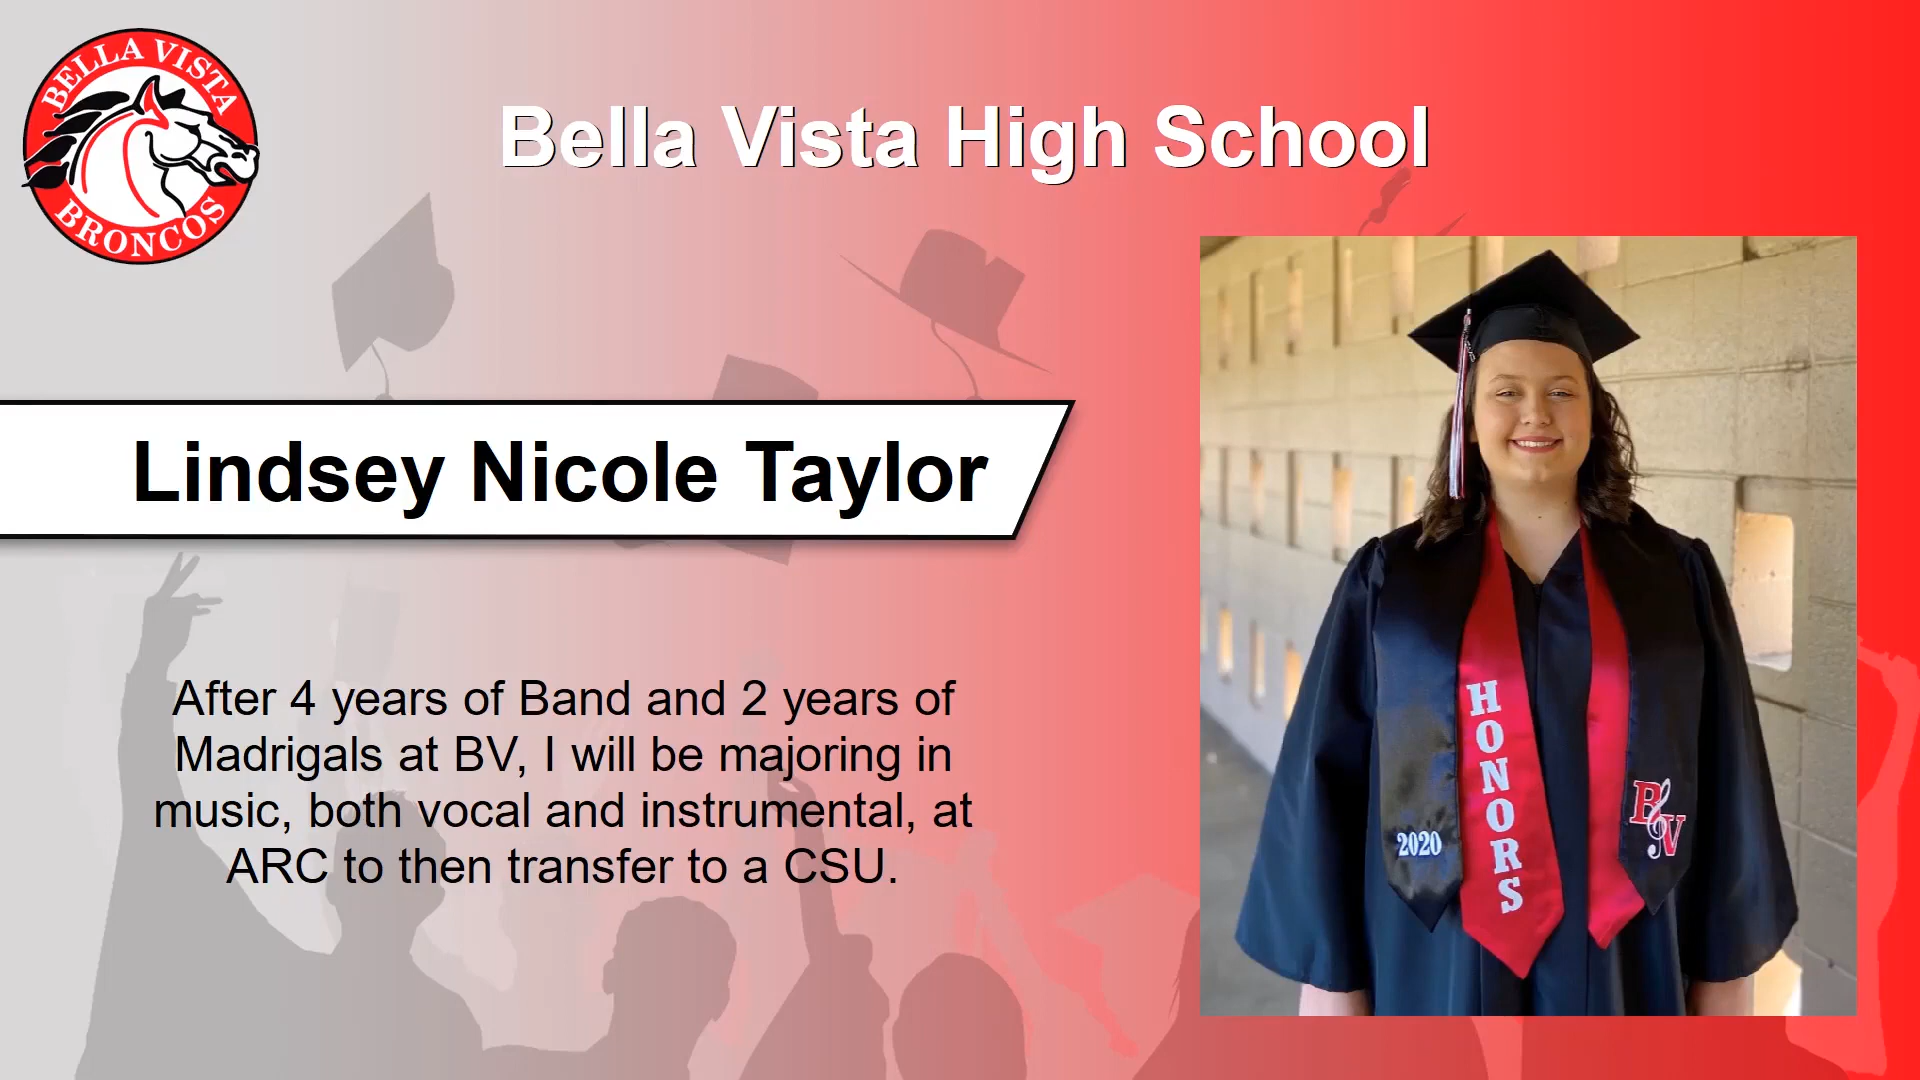 BELLA VISTA
BRONCOS
Bella Vista High School
Lindsey Nicole Taylor
After 4 years of Band and 2 years of
Madrigals at BV, I will be majoring in
music, both vocal and instrumental, at
ARC to then transfer to a CSU.
HONORS
2020
BV